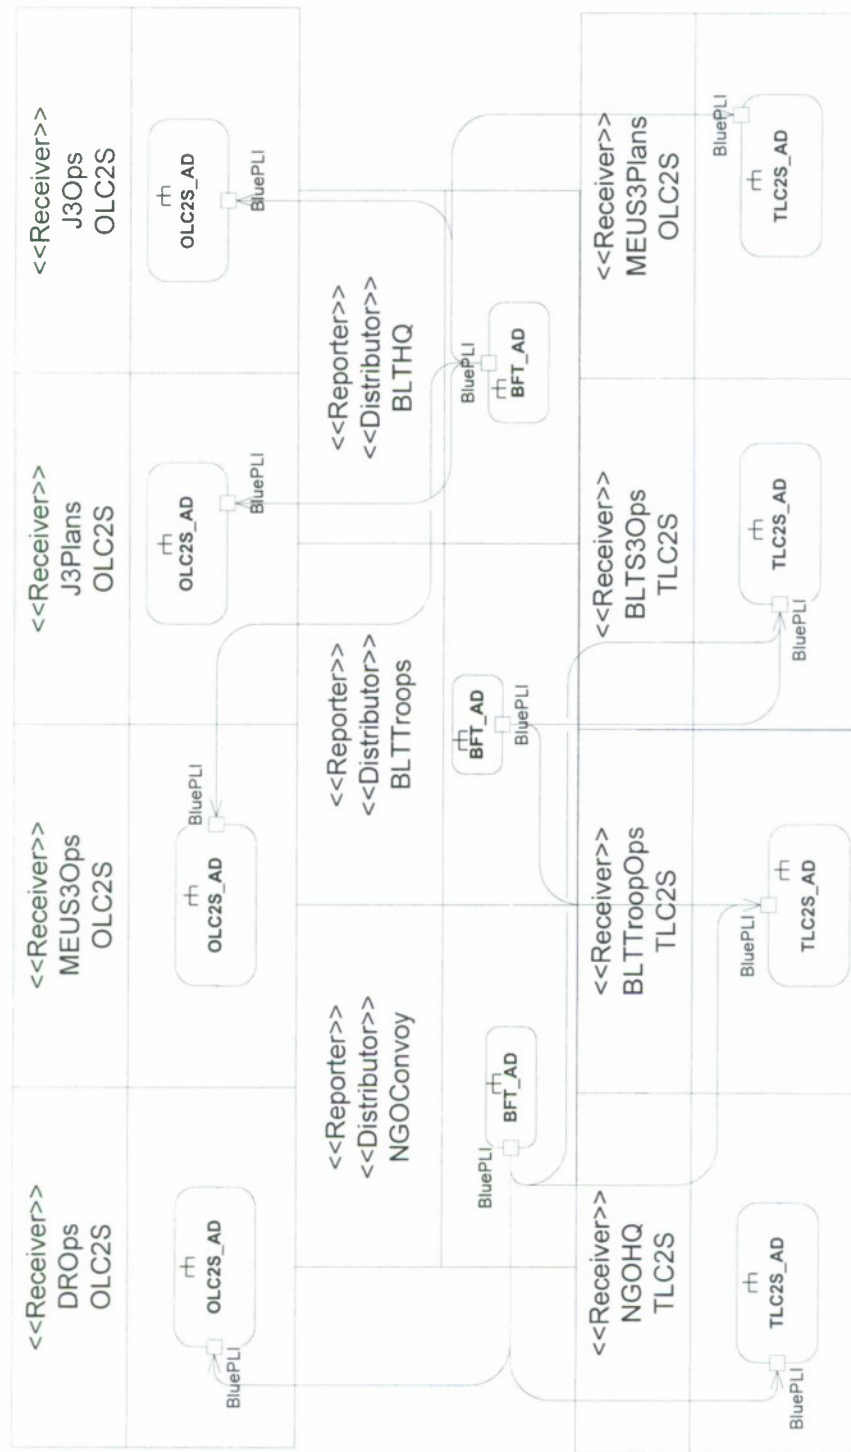 <<Receiver>>
DROps
OLC2S
OLC2S_AD
BluePLI
<<Receiver>>
MEUS3Ops
OLC2S
OLC2S_AD
BluePLI
<<Receiver>>
J3Plans
OLC2S
OLC2S_AD
BluePLI
<<Receiver>>
J3Ops
OLC2S
OLC2S_AD
BluePLI
<<Reporter>>
<<Distributor>>
NGOConvoy
BluePLI
BFT_AD
<<Reporter>>
<<Distributor>>
BLTTroops
BFT_AD
BluePLI
<<Reporter>>
<<Distributor>>
BLTHQ
BluePLI
BFT_AD
<<Receiver>>
NGOHQ
TLC2S
TLC2S_AD
BluePLI
<<Receiver>>
BLTTroopOps
TLC2S
BluePLI
TLC2S_AD
<<Receiver>>
BLTS3Ops
TLC2S
TLC2S_AD
BluePLI
<<Receiver>>
MEUS3Plans
OLC2S
BluePLI
TLC2S_AD